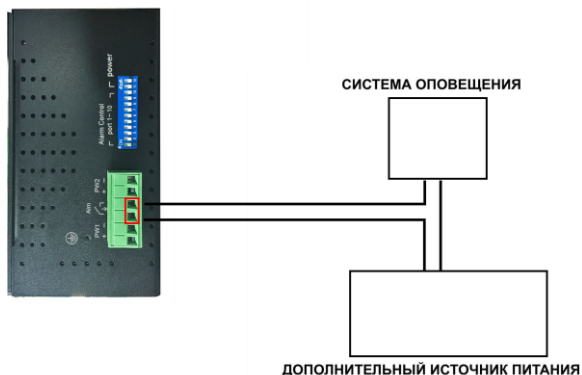 power
Alarm Control
port 1~10
PW2
Alm
PW1
СИСТЕМА ОПОВЕЩЕНИЯ
ДОПОЛНИТЕЛЬНЫЙ ИСТОЧНИК ПИТАНИЯ